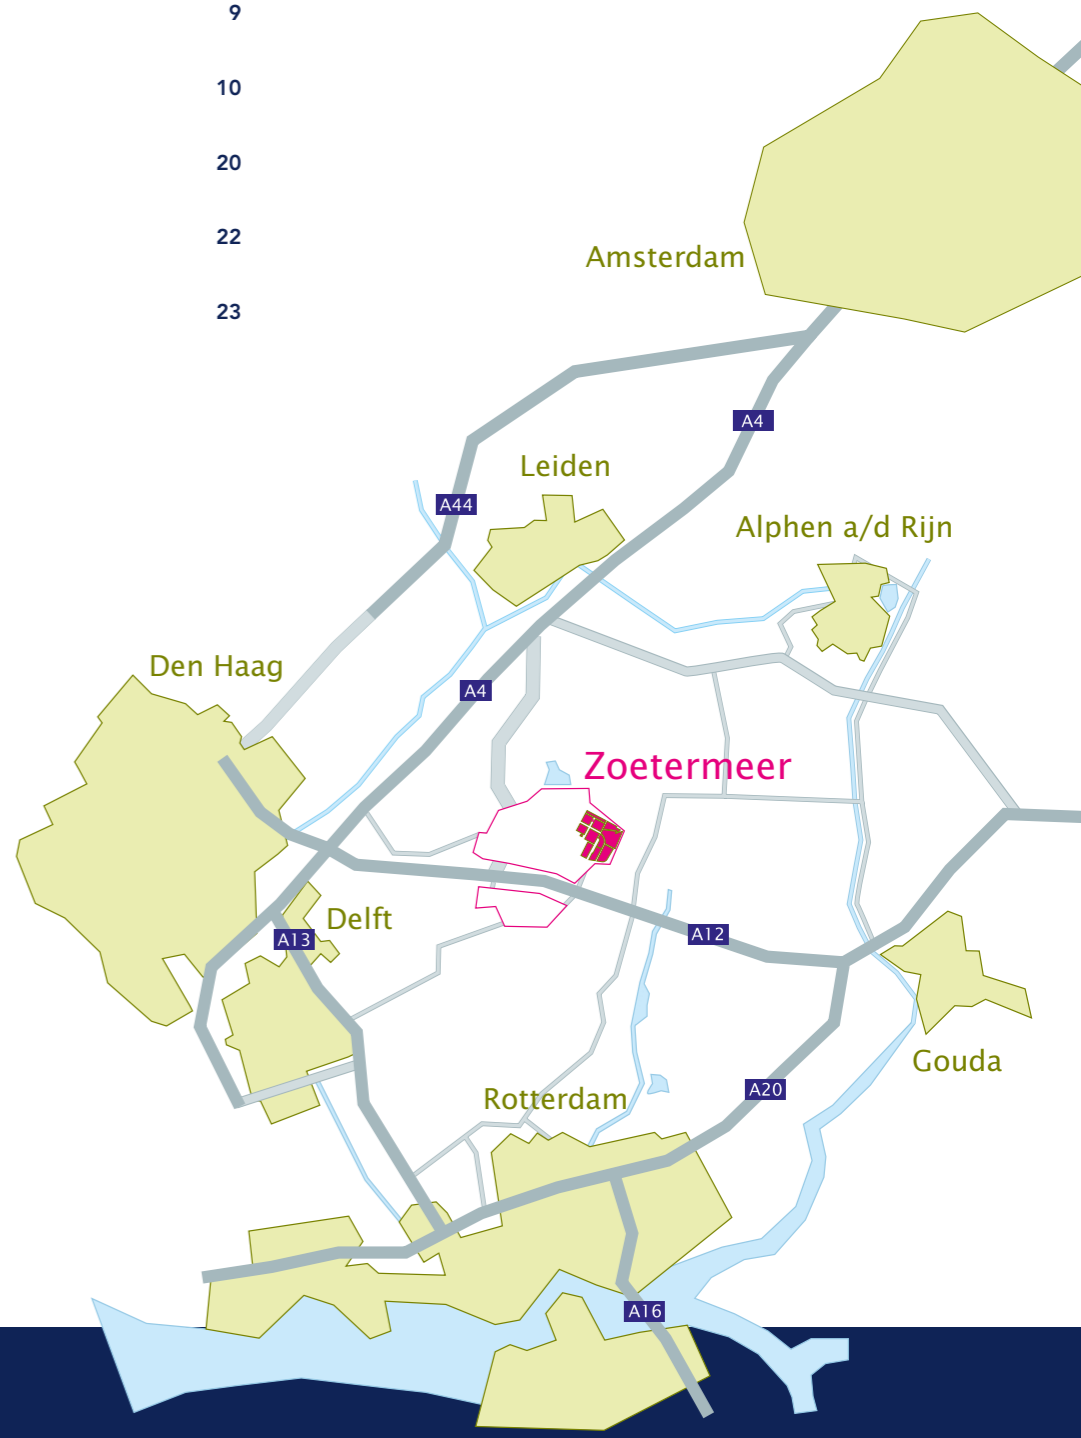 9
10
20
22
23
Amsterdam
A4
Leiden
A44
Alphen a/d Rijn
Den Haag
A4
Zoetermeer
Delft
A13
A12
Gouda
A20
Rotterdam
A16